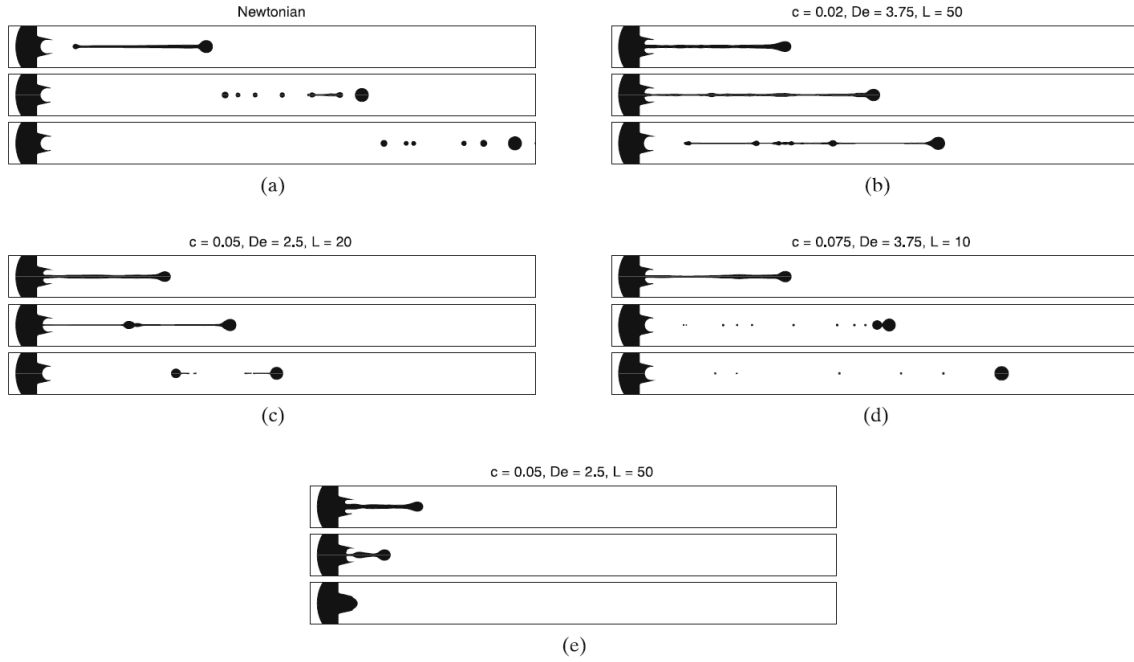 Newtonian
(a)
c = 0.02, De = 3.75, L = 50
(b)
c = 0.05, De = 2.5, L = 20
(c)
c = 0.075, De = 3.75, L = 10
(d)
c = 0.05, De = 2.5, L = 50
(e)